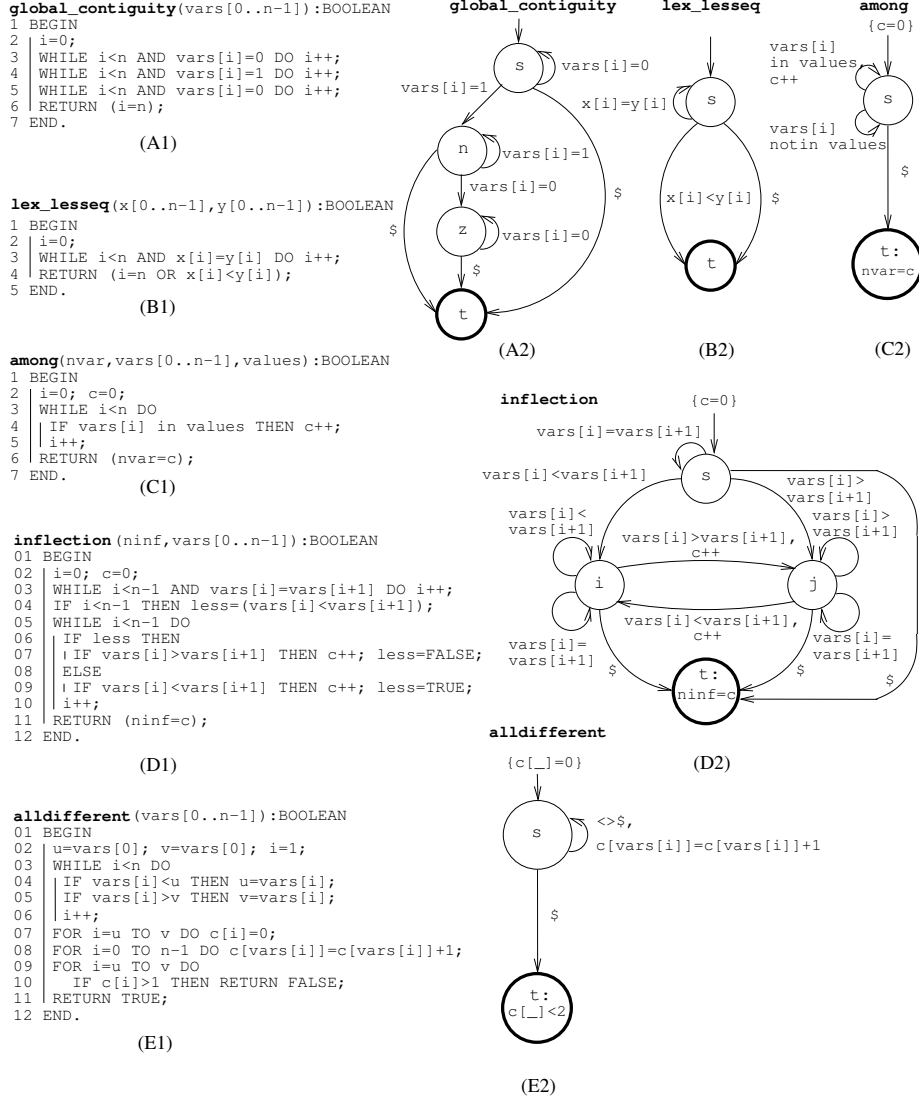 global_contiguity(vars[0..n-1]):BOOLEAN
1 BEGIN
2 i=0;
3 WHILE i<n AND vars[i]=0 DO i++;
4 WHILE i<n AND vars[i]=1 DO i++;
5 WHILE i<n AND vars[i]=0 DO i++;
6 RETURN (i=n);
7 END.
(A1)
lex_lesseq(x[0..n-1],y[0..n-1]):BOOLEAN
1 BEGIN
2 i=0;
3 WHILE i<n AND x[i]=y[i] DO i++;
4 RETURN (i=n OR x[i]<y[i]);
5 END.
(B1)
among(nvar,vars[0..n-1],values):BOOLEAN
1 BEGIN
2 i=0; c=0;
3 WHILE i<n DO
4 IF vars[i] in values THEN c++;
5 i++;
6 RETURN (nvar=c);
7 END.
(C1)
inflection(ninf,vars[0..n-1]):BOOLEAN
01 BEGIN
02 i=0; c=0;
03 WHILE i<n-1 AND vars[i]=vars[i+1] DO i++;
04 IF i<n-1 THEN less=(vars[i]<vars[i+1]);
05 WHILE i<n-1 DO
06 IF less THEN
07 IF vars[i]>vars[i+1] THEN c++; less=FALSE;
08 ELSE
09 IF vars[i]<vars[i+1] THEN c++; less=TRUE;
10 i++;
11 RETURN (ninf=c);
12 END.
(D1)
alldifferent(vars[0..n-1]):BOOLEAN
01 BEGIN
02 u=vars[0]; v=vars[0]; i=1;
03 WHILE i<n DO
04 IF vars[i]<u THEN u=vars[i];
05 IF vars[i]>v THEN v=vars[i];
06 i++;
07 FOR i=u TO v DO c[i]=0;
08 FOR i=0 TO n-1 DO c[vars[i]]=c[vars[i]]+1;
09 FOR i=u TO v DO
10 IF c[i]>1 THEN RETURN FALSE;
11 RETURN TRUE;
12 END.
(E1)
global_contiguity
s
vars[i]=0
vars[i]=1
n
vars[i]=1
vars[i]=0
z
vars[i]=0
$
$
$
t
(A2)
lex_lesseq
x[i]=y[i]
s
x[i]<y[i]
$
t
(B2)
among
{c=0}
vars[i]
in values,
c++
s
vars[i]
notin values
$
t:
nvar=c
(C2)
inflection
{c=0}
vars[i]=vars[i+1]
s
vars[i]<vars[i+1]
vars[i]>
vars[i+1]
vars[i]<
vars[i+1]
vars[i]>
vars[i+1]
vars[i]>vars[i+1],
c++
i
j
vars[i]<vars[i+1],
c++
vars[i]=
vars[i+1]
vars[i]=
vars[i+1]
$
$
$
t:
ninf=c
(D2)
alldifferent
{c[_]=0}
s
<>$,
c[vars[i]]=c[vars[i]]+1
$
t:
c[_]<2
(E2)